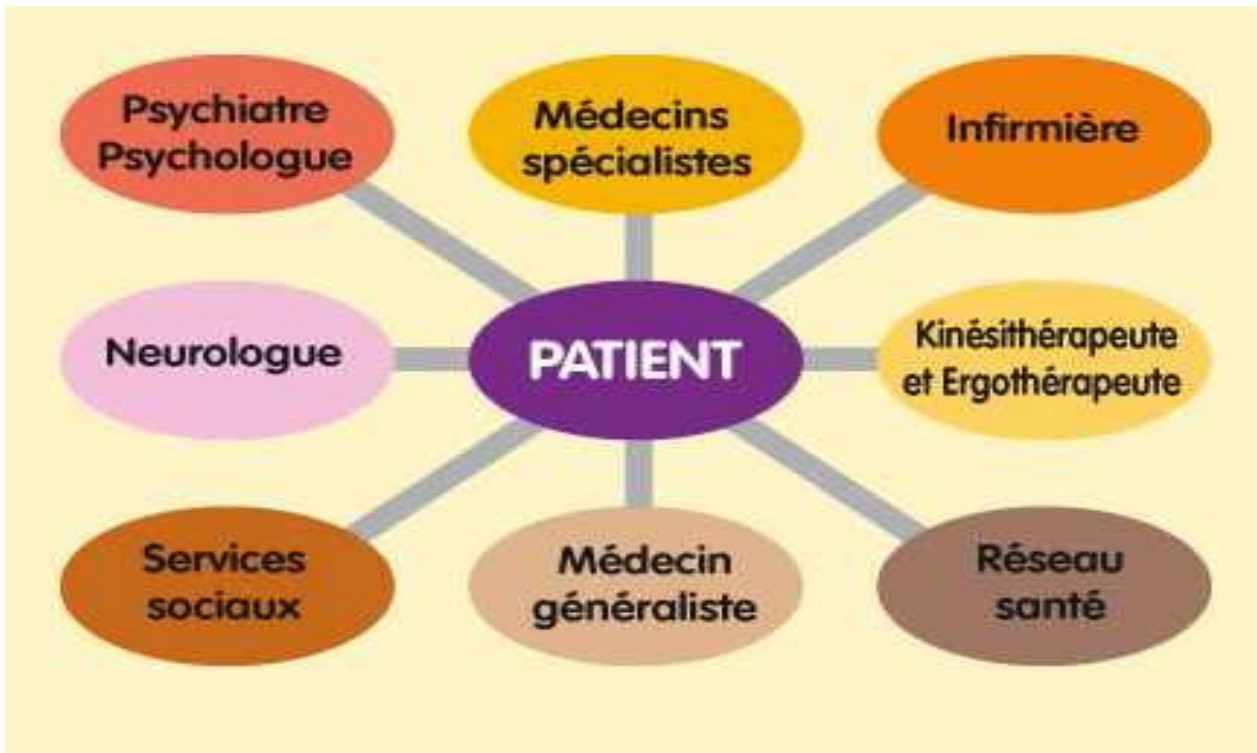 Psychiatre
Psychologue
Médecins
spécialistes
Infirmière
Neurologue
PATIENT
Kinésithérapeute
et Ergothérapeute
Services
sociaux
Médecin
généraliste
Réseau
santé